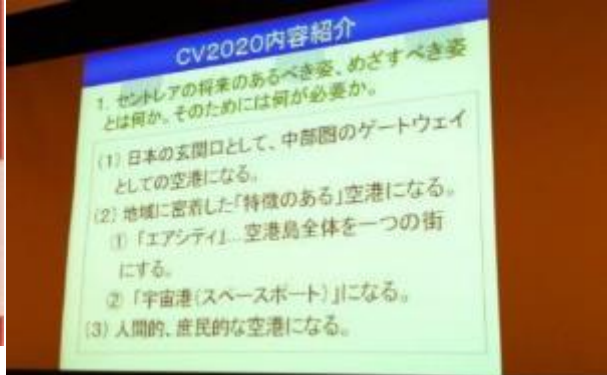 CV2020内容紹介
1. セントレアの将来のあるべき姿、めざすべき姿
とは何か。そのためには何が必要か。
(1) 日本の玄関口として、中部圏のゲートウェイ
としての空港になる。
(2) 地域に密着した「特徴のある」空港になる。
① 「エアシティ」…空港島全体を一つの街
にする。
② 「宇宙港(スペースポート)」になる。
(3) 人間的、庶民的な空港になる。